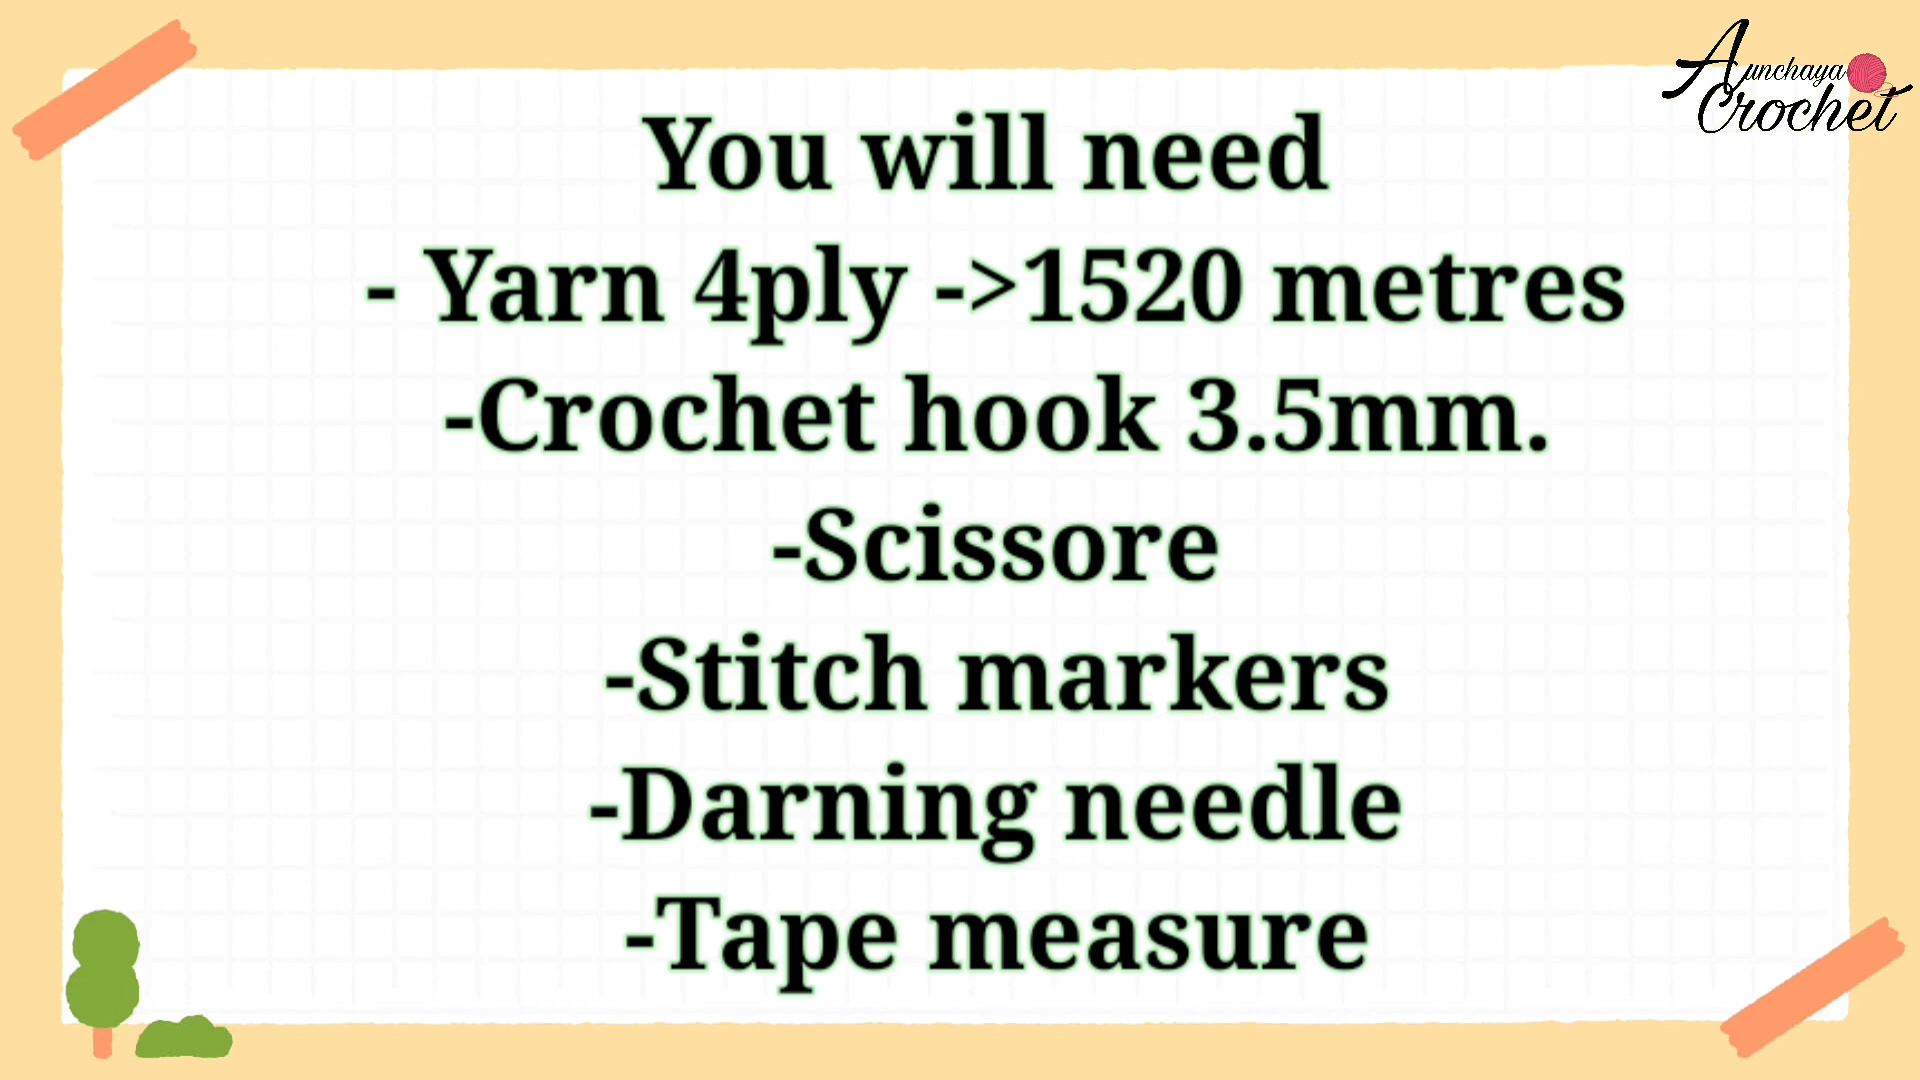 Aunchaya
Crochet
You will need
- Yarn 4ply ->1520 metres
-Crochet hook 3.5mm.
-Scissore
-Stitch markers
-Darning needle
-Tape measure